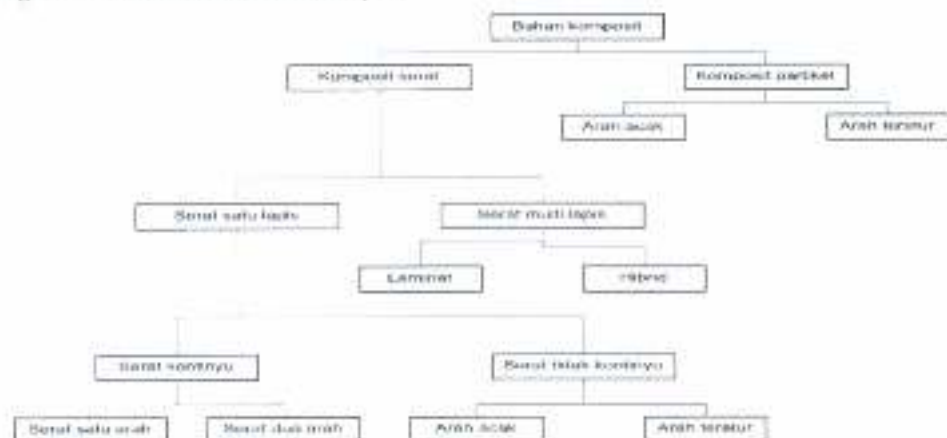 Bahan komposit
Komposit serat
Komposit partikel
Arah acak
Arah teratur
Serat satu lapis
Serat multi lapis
Laminat
Hibrid
Serat kontinyu
Serat tidak kontinyu
Serat satu arah
Serat dua arah
Arah acak
Arah teratur